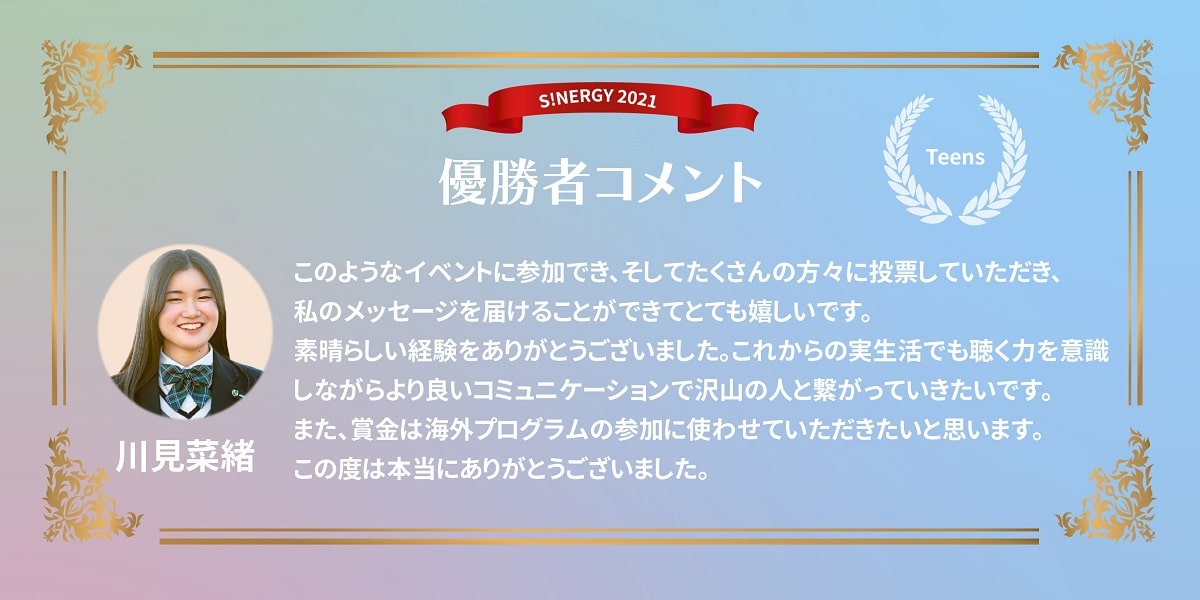 S!NERGY 2021
優勝者コメント
Teens
このようなイベントに参加でき、そしてたくさんの方々に投票していただき、
私のメッセージを届けることができてとても嬉しいです。
素晴らしい経験をありがとうございました。これからの実生活でも聴く力を意識
しながらより良いコミュニケーションで沢山の人と繋がっていきたいです。
また、賞金は海外プログラムの参加に使わせていただきたいと思います。
この度は本当にありがとうございました。
川見菜緒